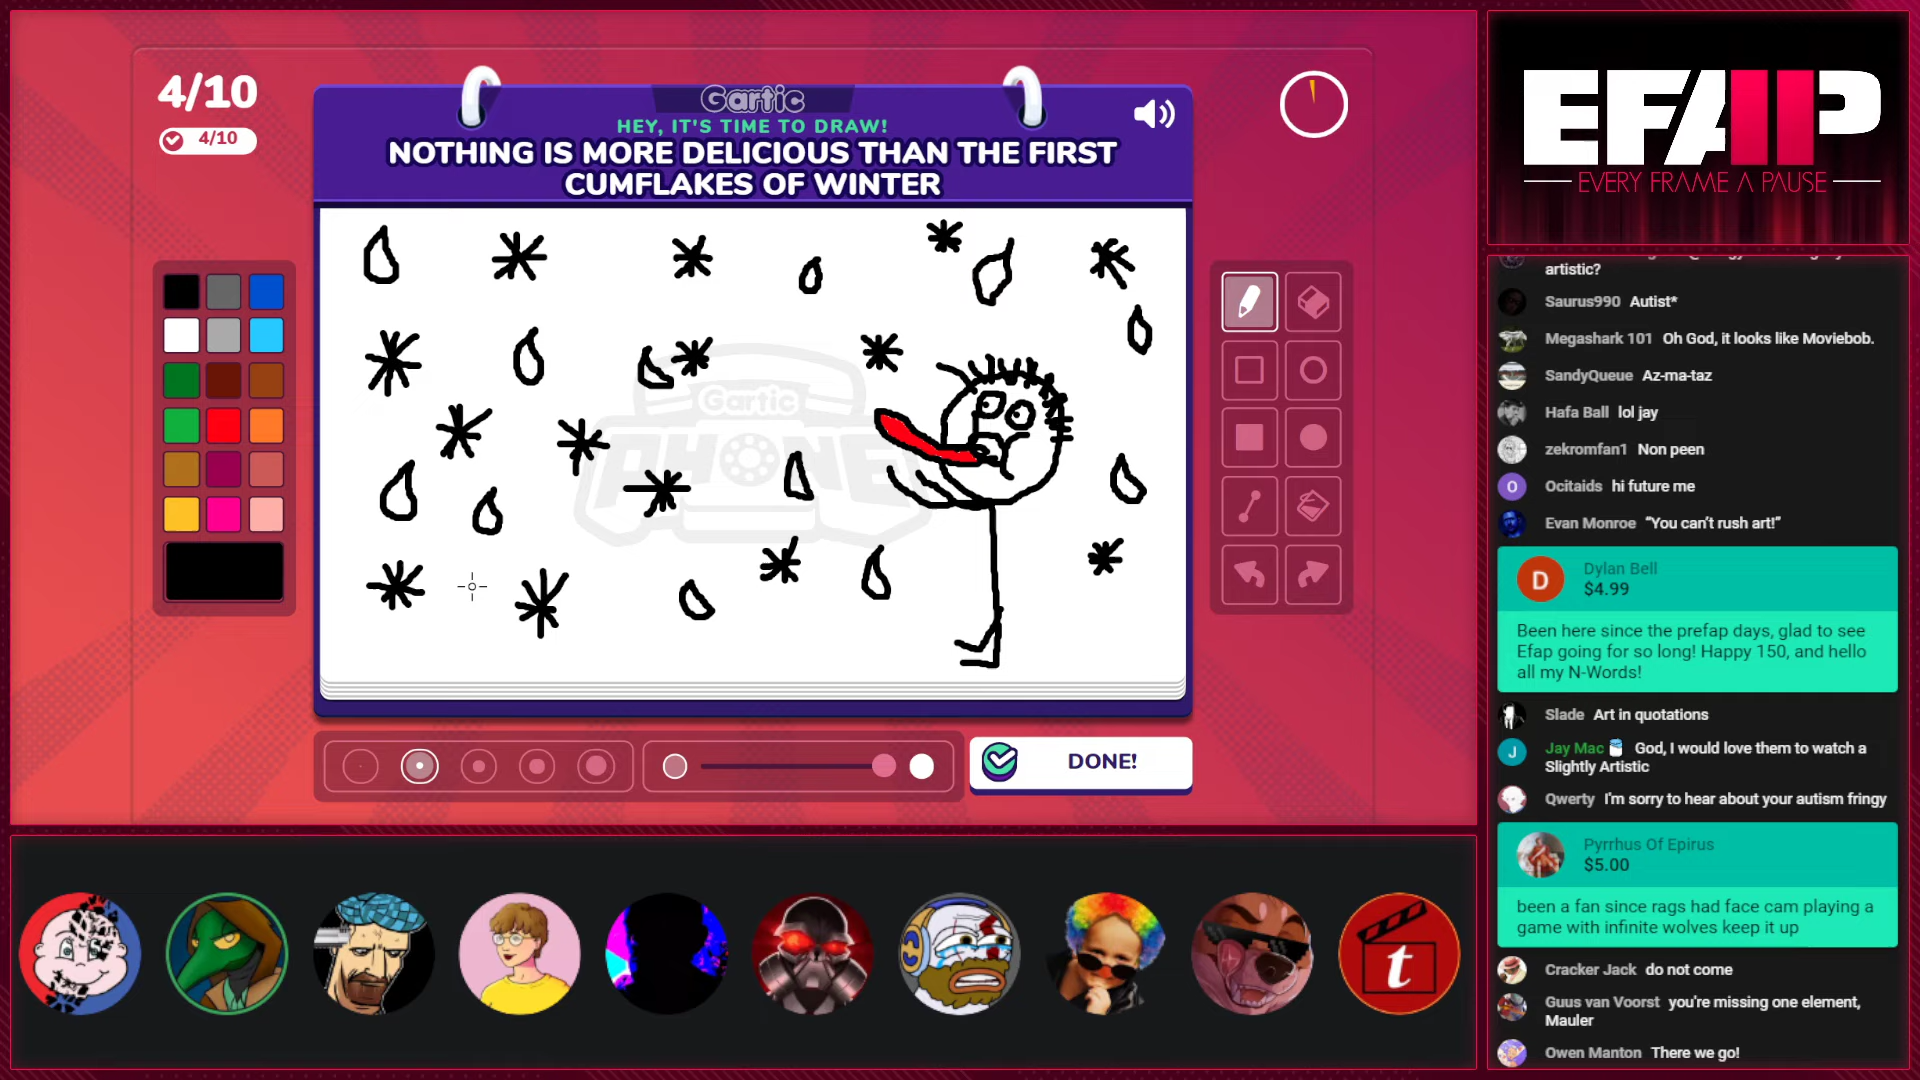 4/10
4/10
Gartic
HEY, IT'S TIME TO DRAW!
NOTHING IS MORE DELICIOUS THAN THE FIRST
CUMFLAKES OF WINTER
Gartic
PHONE
DONE!
EFAP
EVERY FRAME A PAUSE
artistic?
Saurus990 Autist*
Megashark 101 Oh God, it looks like Moviebob.
SandyQueue Az-ma-taz
Hafa Ball lol jay
zekromfan1 Non peen
O
Ocitaids hi future me
Evan Monroe “You can’t rush art!”
D
Dylan Bell
$4.99
Been here since the prefap days, glad to see
Efap going for so long! Happy 150, and hello
all my N-Words!
Slade Art in quotations
J
Jay Mac God, I would love them to watch a
Slightly Artistic
Qwerty I'm sorry to hear about your autism fringy
Pyrrhus Of Epirus
$5.00
been a fan since rags had face cam playing a
game with infinite wolves keep it up
Cracker Jack do not come
Guus van Voorst you're missing one element,
Mauler
Owen Manton There we go!
t